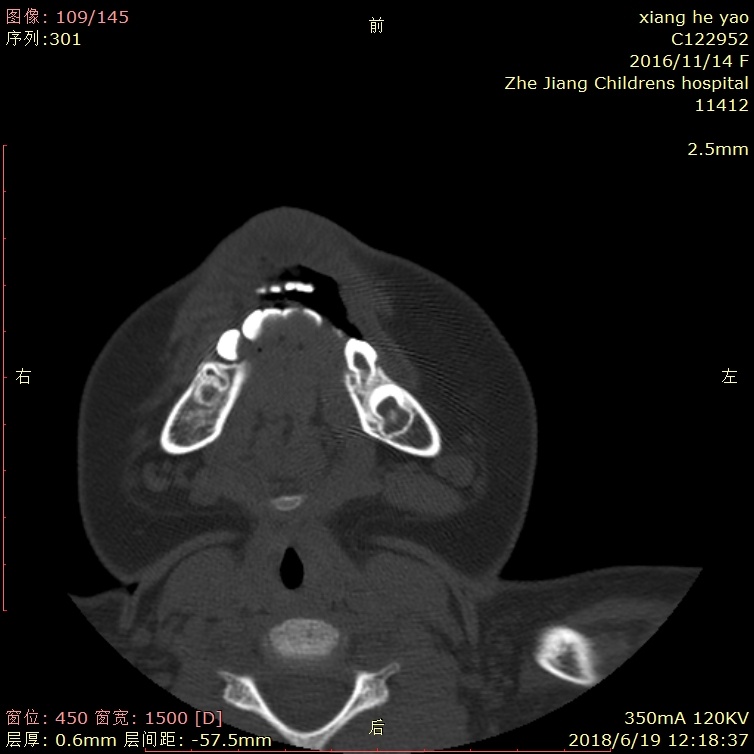 图像: 109/145
序列:301
前
xiang he yao
C122952
2016/11/14 F
Zhe Jiang Childrens hospital
11412
2.5mm
右
左
窗位: 450 窗宽: 1500 [D]
层厚: 0.6mm 层间距: -57.5mm
后
350mA 120KV
2018/6/19 12:18:37